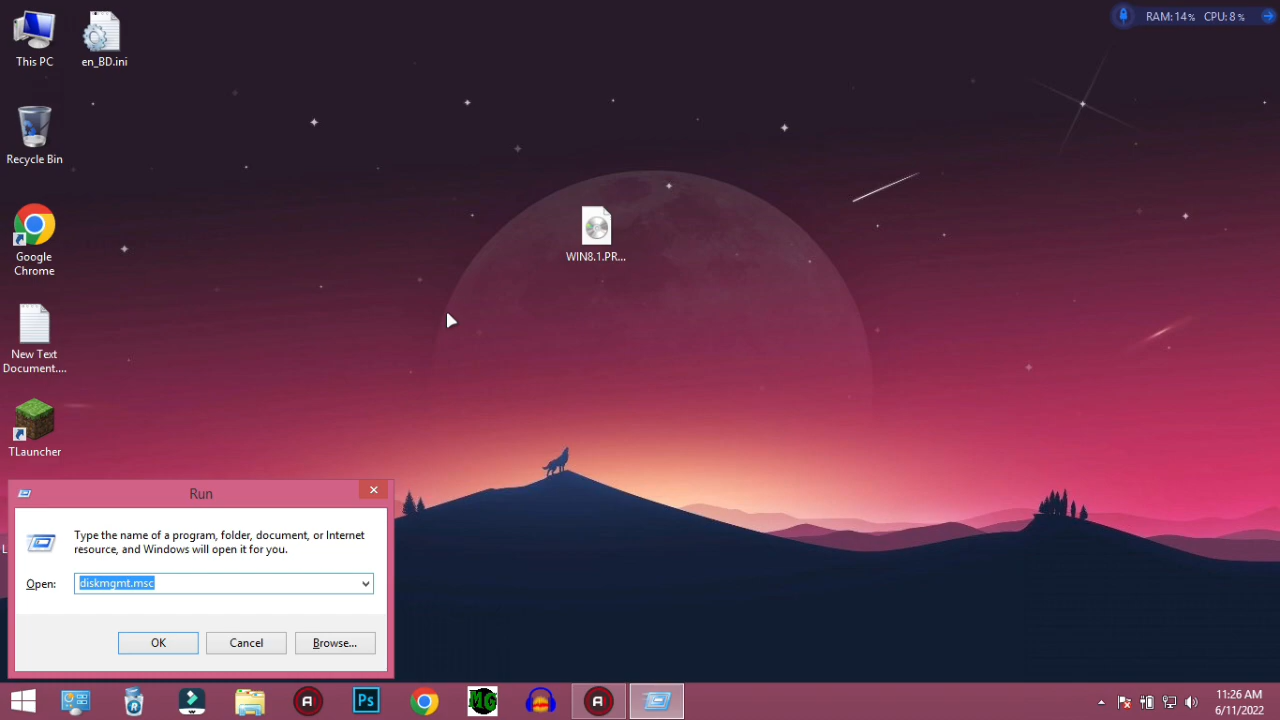 This PC
en_BD.ini
RAM: 14% CPU: 8%
Recycle Bin
Google
Chrome
WIN8.1.PR...
New Text
Document....
TLauncher
Run
Type the name of a program, folder, document, or Internet
resource, and Windows will open it for you.
Open: diskmgmt.msc
OK Cancel Browse...
L
Ps
MG
11:26 AM
6/11/2022